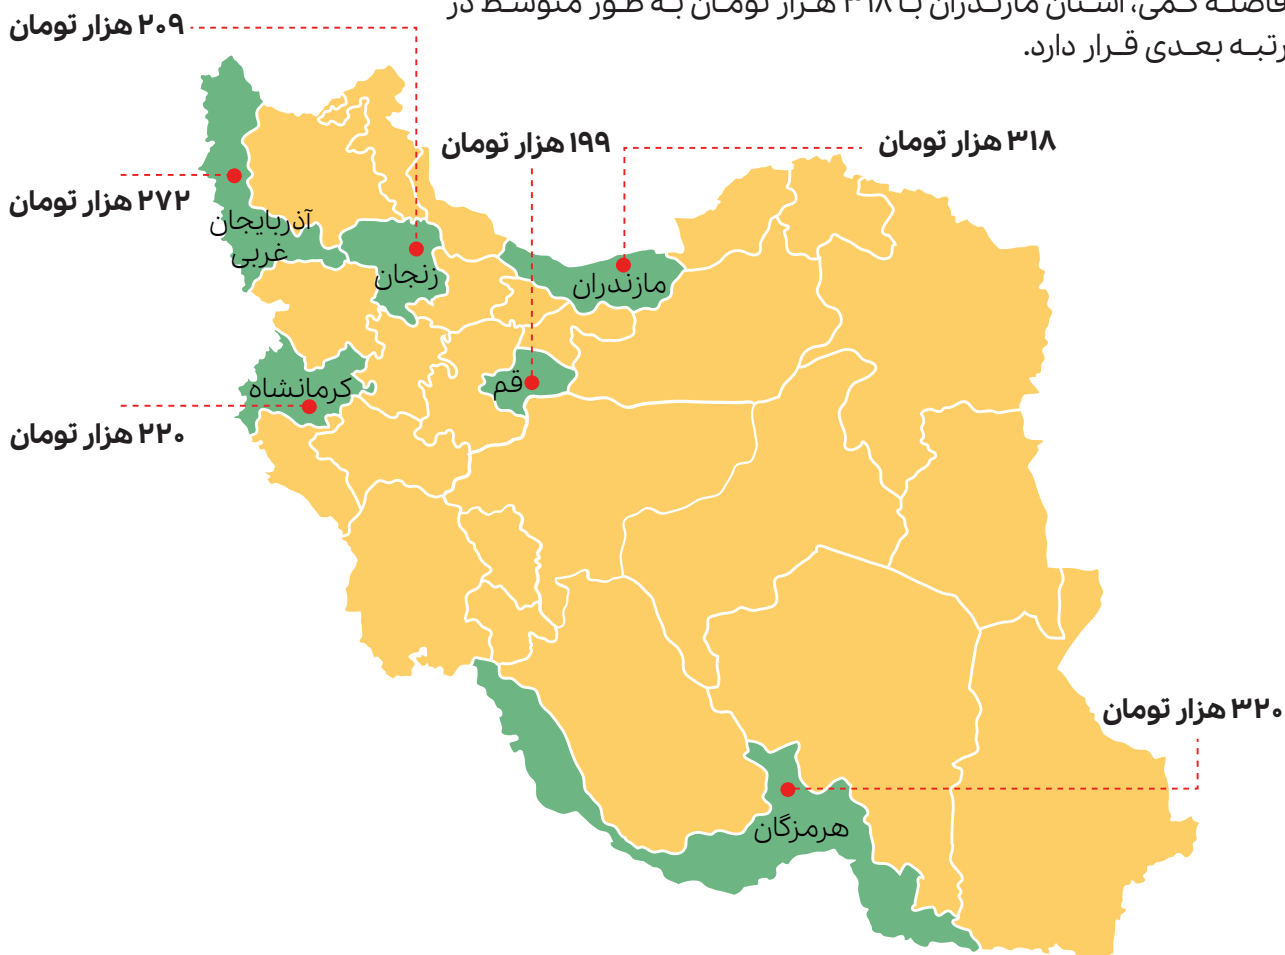 فاصله کمی، استان مازندران با ۳۱۸ هزار تومان به طور متوسط در
رتبه بعدی قرار دارد.
۲۰۹ هزار تومان
۳۱۸ هزار تومان
۱۹۹ هزار تومان
۲۷۲ هزار تومان
آذربایجان
غربی
زنجان
مازندران
قم
کرمانشاه
۲۲۰ هزار تومان
۳۲۰ هزار تومان
هرمزگان